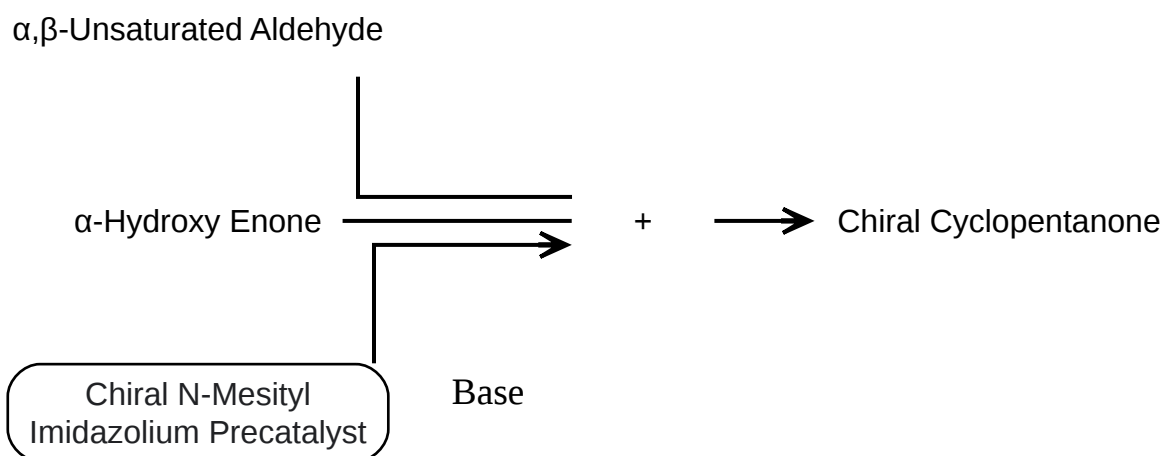 α,β-Unsaturated Aldehyde
α-Hydroxy Enone
+
Chiral Cyclopentanone
Chiral N-Mesityl
Imidazolium Precatalyst
Base